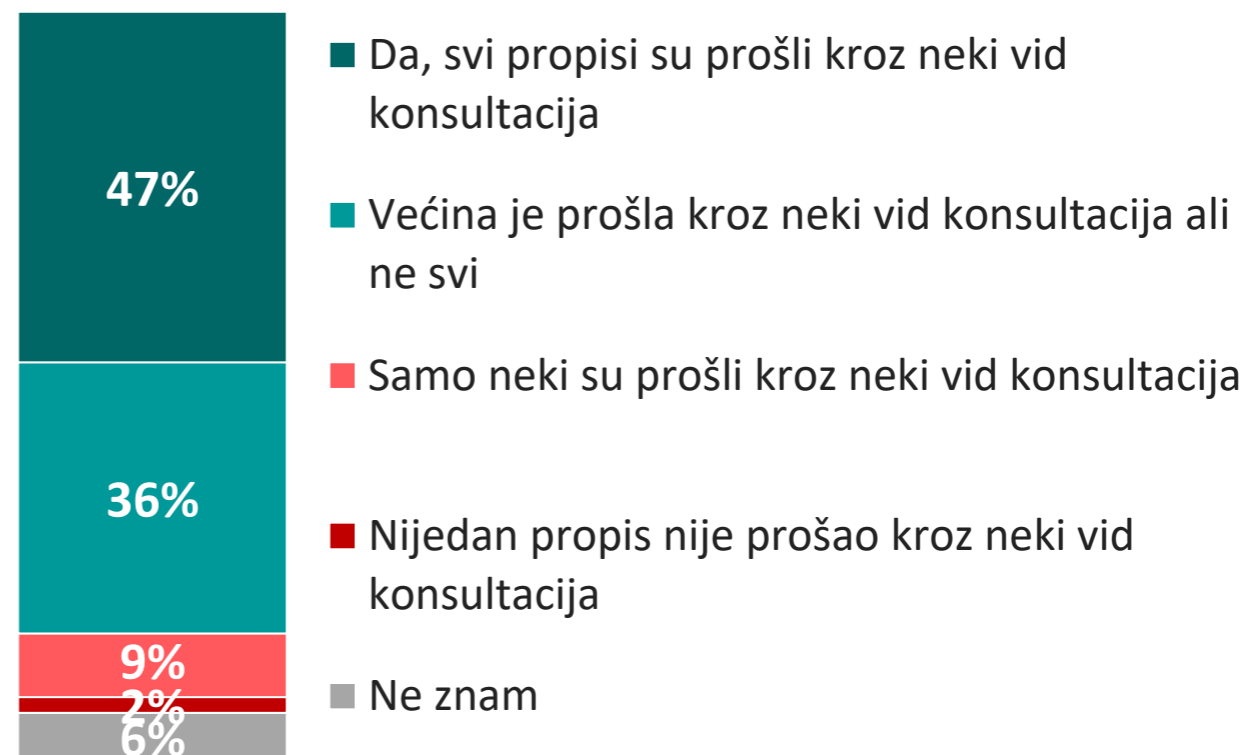 47%
36%
9%
2%
6%
Da, svi propisi su prošli kroz neki vid
konsultacija
Većina je prošla kroz neki vid konsultacija ali
ne svi
Samo neki su prošli kroz neki vid konsultacija
Nijedan propis nije prošao kroz neki vid
konsultacija
Ne znam